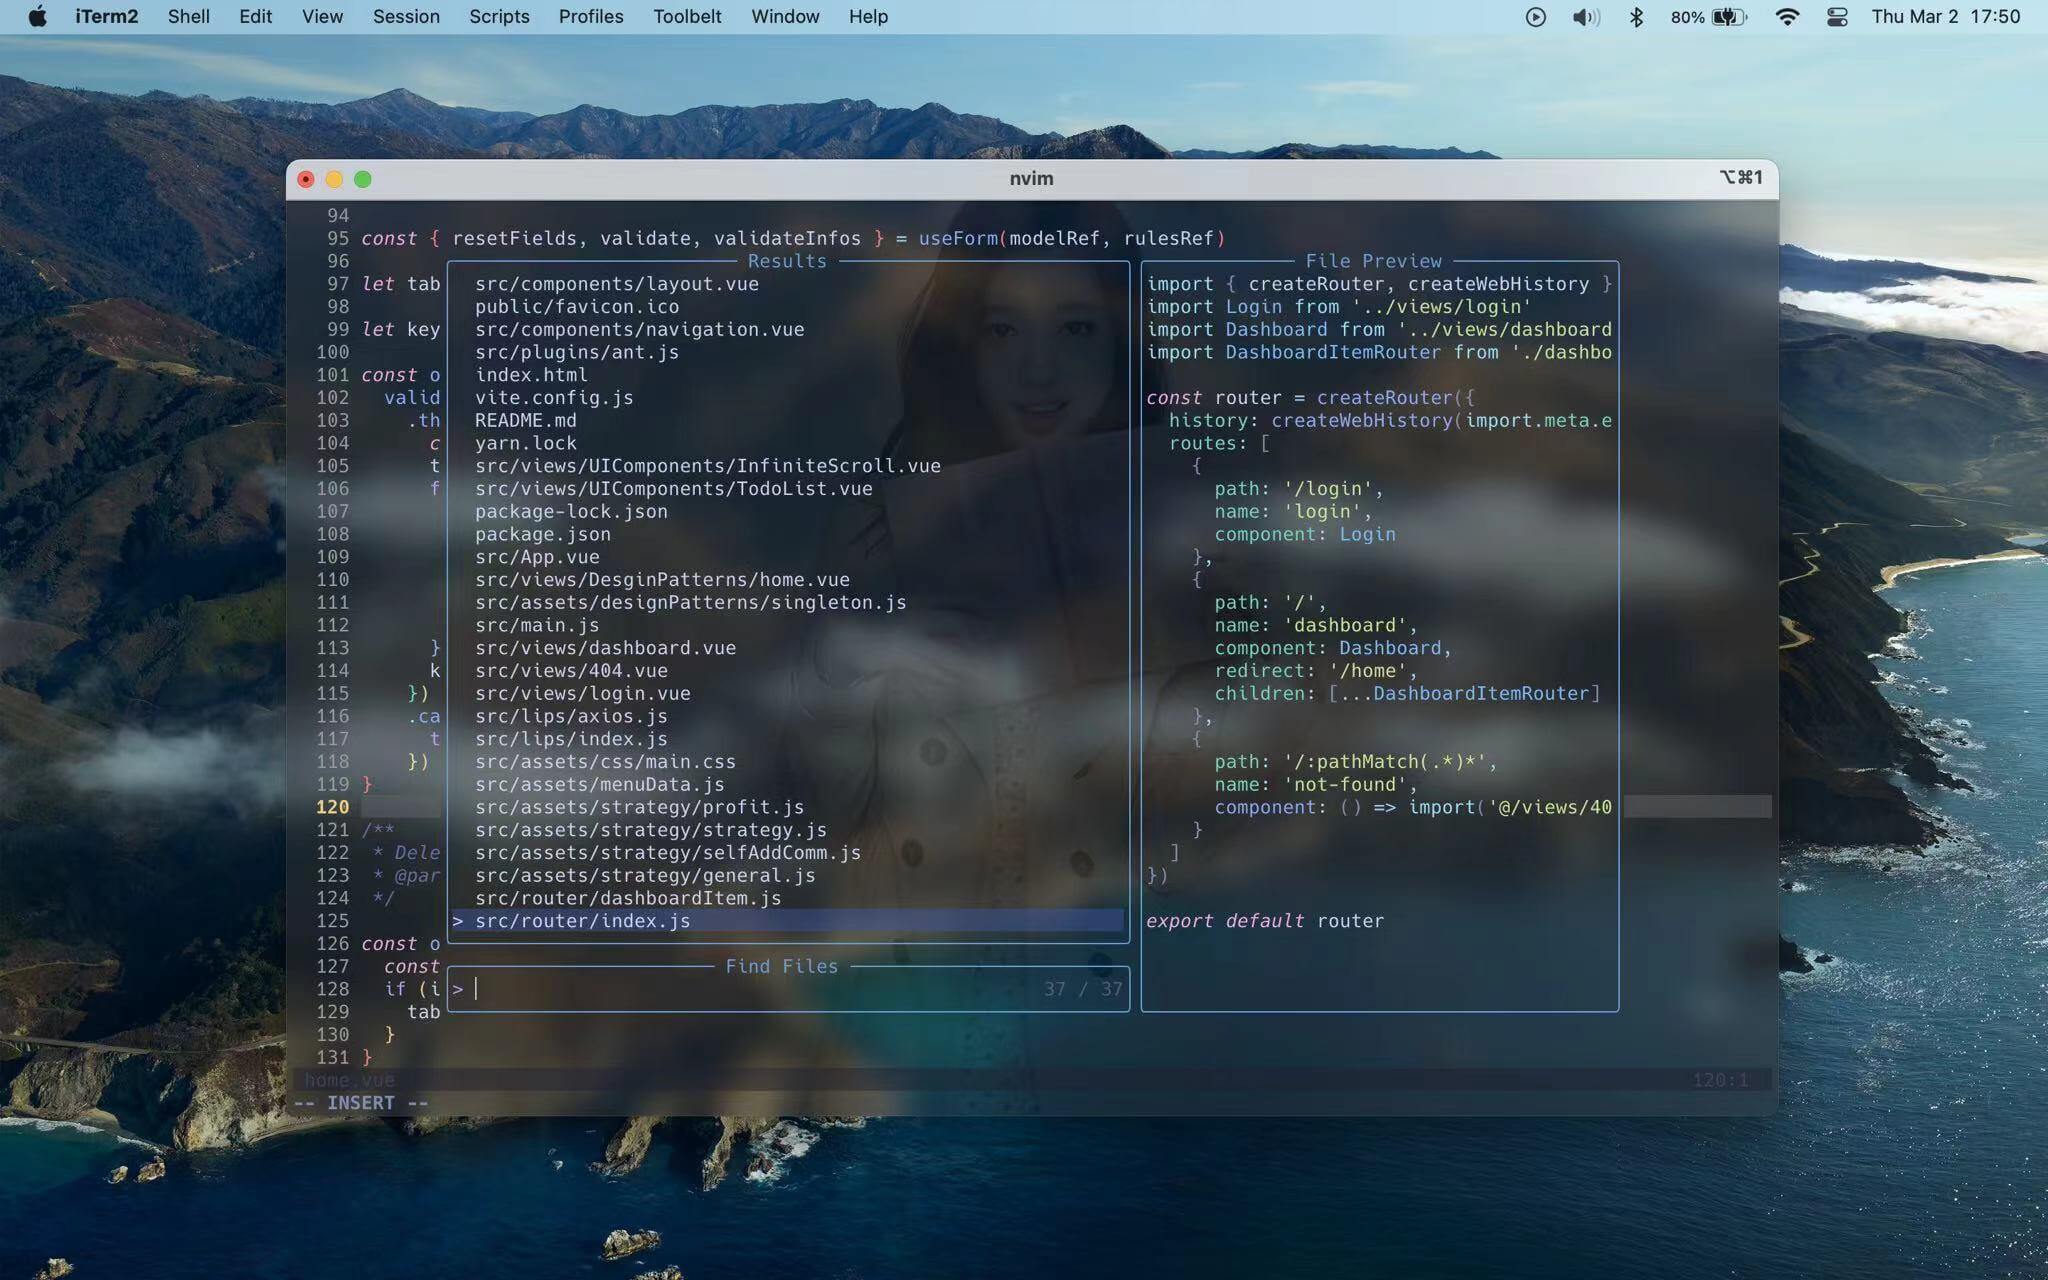 iTerm2 Shell Edit View Session Scripts Profiles Toolbelt Window Help 80% Thu Mar 2 17:50
nvim ⌥⌘1
94
95 const { resetFields, validate, validateInfos } = useForm(modelRef, rulesRef)
96
97 let tab
98
99 let key
100
101 const o
102 valid
103 .th
104 c
105 t
106 f
107
108
109
110
111
112
113 }
114 k
115 })
116 .ca
117 t
118 })
119 }
120
121 /**
122 * Dele
123 * @par
124 */
125
126 const o
127 const
128 if (i
129 tab
130 }
131 }
Results
src/components/layout.vue
public/favicon.ico
src/components/navigation.vue
src/plugins/ant.js
index.html
vite.config.js
README.md
yarn.lock
src/views/UIComponents/InfiniteScroll.vue
src/views/UIComponents/TodoList.vue
package-lock.json
package.json
src/App.vue
src/views/DesginPatterns/home.vue
src/assets/designPatterns/singleton.js
src/main.js
src/views/dashboard.vue
src/views/404.vue
src/views/login.vue
src/lips/axios.js
src/lips/index.js
src/assets/css/main.css
src/assets/menuData.js
src/assets/strategy/profit.js
src/assets/strategy/strategy.js
src/assets/strategy/selfAddComm.js
src/assets/strategy/general.js
src/router/dashboardItem.js
> src/router/index.js
Find Files
> 37 / 37
File Preview
import { createRouter, createWebHistory }
import Login from '../views/login'
import Dashboard from '../views/dashboard
import DashboardItemRouter from './dashbo
const router = createRouter({
history: createWebHistory(import.meta.e
routes: [
{
path: '/login',
name: 'login',
component: Login
},
{
path: '/',
name: 'dashboard',
component: Dashboard,
redirect: '/home',
children: [...DashboardItemRouter]
},
{
path: '/:pathMatch(.*)*',
name: 'not-found',
component: () => import('@/views/40
}
]
})
export default router
home.vue 120:1
-- INSERT --